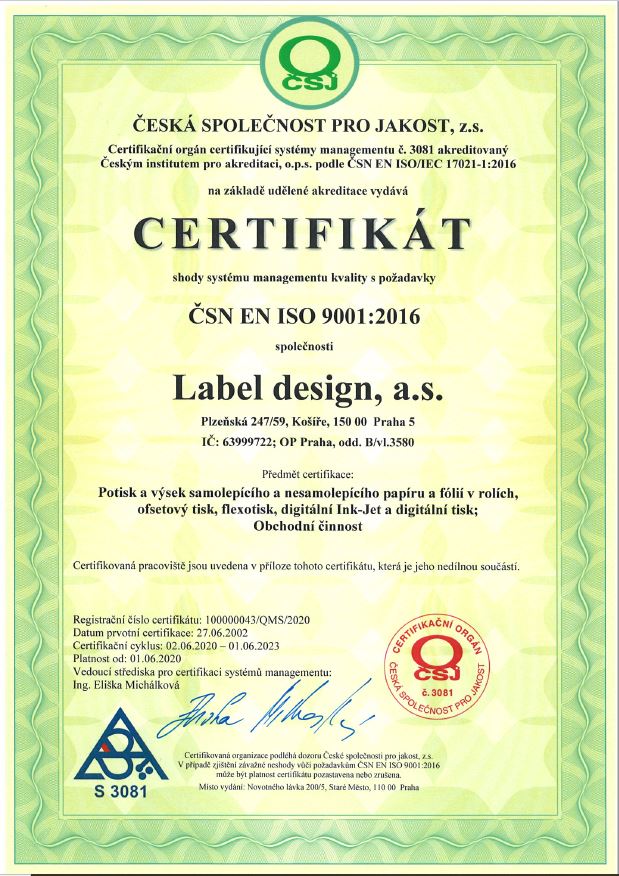 ČSJ
ČESKÁ SPOLEČNOST PRO JAKOST, z.s.
Certifikační orgán certifikující systémy managementu č. 3081 akreditovaný
Českým institutem pro akreditaci, o.p.s. podle ČSN EN ISO/IEC 17021-1:2016
na základě udělené akreditace vydává
CERTIFIKÁT
shody systému managementu kvality s požadavky
ČSN EN ISO 9001:2016
společnosti
Label design, a.s.
Plzeňská 247/59, Košíře, 150 00 Praha 5
IČ: 63999722; OP Praha, odd. B/vl.3580
Předmět certifikace:
Potisk a výsek samolepícího a nesamolepícího papíru a fólií v rolích,
ofsetový tisk, flexotisk, digitální Ink-Jet a digitální tisk;
Obchodní činnost
Certifikovaná pracoviště jsou uvedena v příloze tohoto certifikátu, která je jeho nedílnou součástí.
Registrační číslo certifikátu: 100000043/QMS/2020
Datum prvotní certifikace: 27.06.2002
Certifikační cyklus: 02.06.2020 – 01.06.2023
Platnost od: 01.06.2020
Vedoucí střediska pro certifikaci systémů managementu:
Ing. Eliška Michálková
CERTIFIKAČNÍ ORGÁN
ČSJ
č. 3081
ČESKÁ SPOLEČNOST PRO JAKOST
S 3081
Certifikovaná organizace podléhá dozoru České společnosti pro jakost, z.s.
V případě zjištění závažné neshody vůči požadavkům ČSN EN ISO 9001:2016
může být platnost certifikátu pozastavena nebo zrušena.
Místo vydání: Novotného lávka 200/5, Staré Město, 110 00 Praha